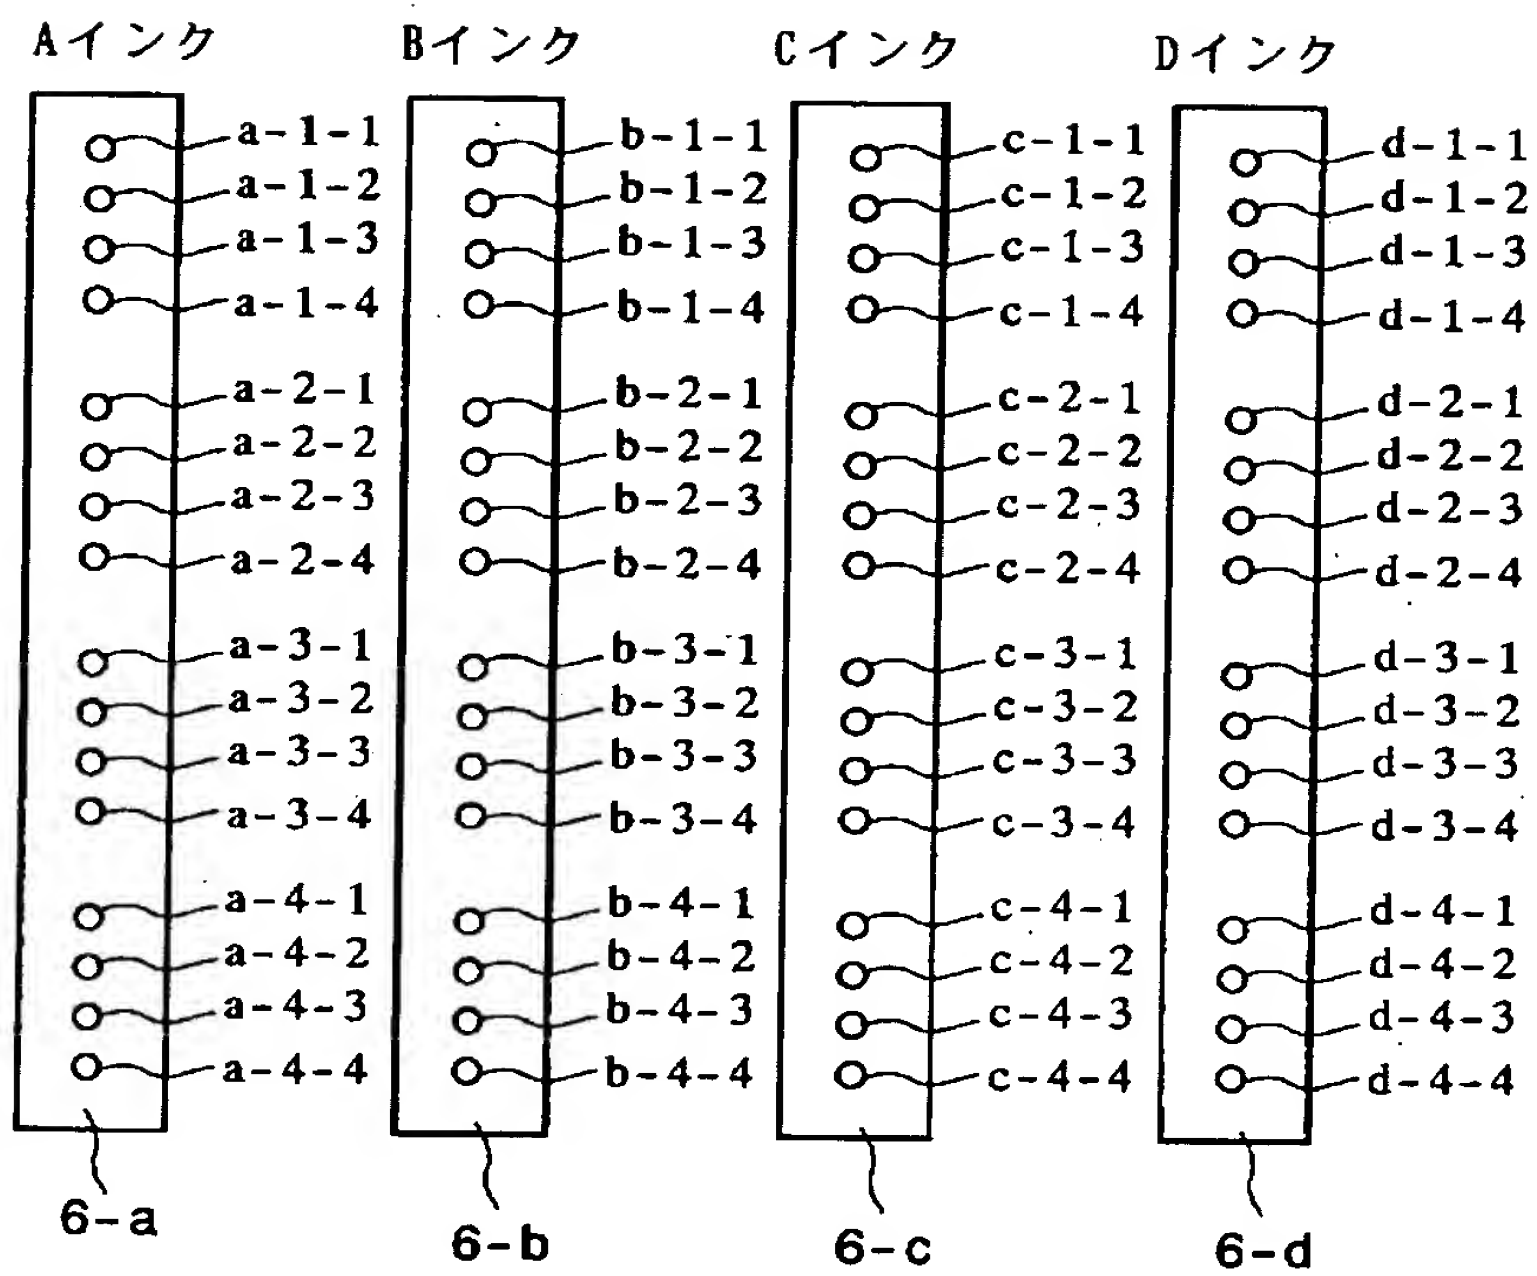 Aインク Bインク Cインク Dインク
a-1-1 b-1-1 c-1-1 d-1-1
a-1-2 b-1-2 c-1-2 d-1-2
a-1-3 b-1-3 c-1-3 d-1-3
a-1-4 b-1-4 c-1-4 d-1-4
a-2-1 b-2-1 c-2-1 d-2-1
a-2-2 b-2-2 c-2-2 d-2-2
a-2-3 b-2-3 c-2-3 d-2-3
a-2-4 b-2-4 c-2-4 d-2-4
a-3-1 b-3-1 c-3-1 d-3-1
a-3-2 b-3-2 c-3-2 d-3-2
a-3-3 b-3-3 c-3-3 d-3-3
a-3-4 b-3-4 c-3-4 d-3-4
a-4-1 b-4-1 c-4-1 d-4-1
a-4-2 b-4-2 c-4-2 d-4-2
a-4-3 b-4-3 c-4-3 d-4-3
a-4-4 b-4-4 c-4-4 d-4-4
6-a 6-b 6-c 6-d